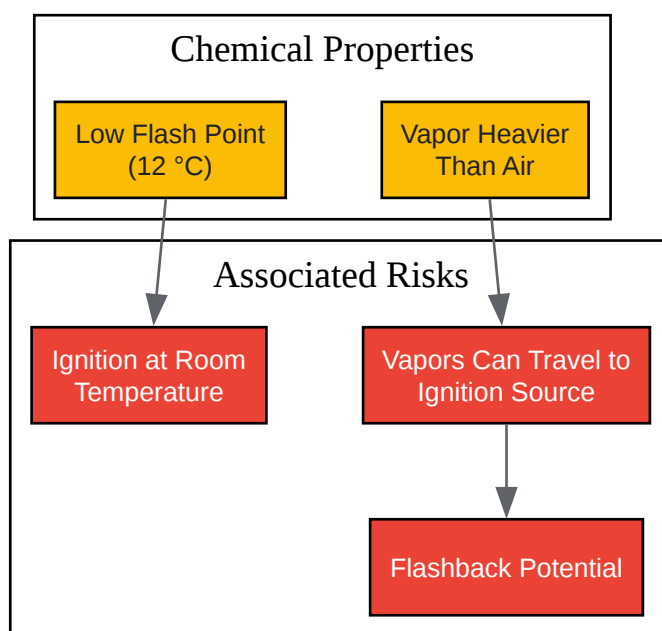 Chemical Properties
Low Flash Point
(12 °C)
Vapor Heavier
Than Air
Associated Risks
Ignition at Room
Temperature
Vapors Can Travel to
Ignition Source
Flashback Potential